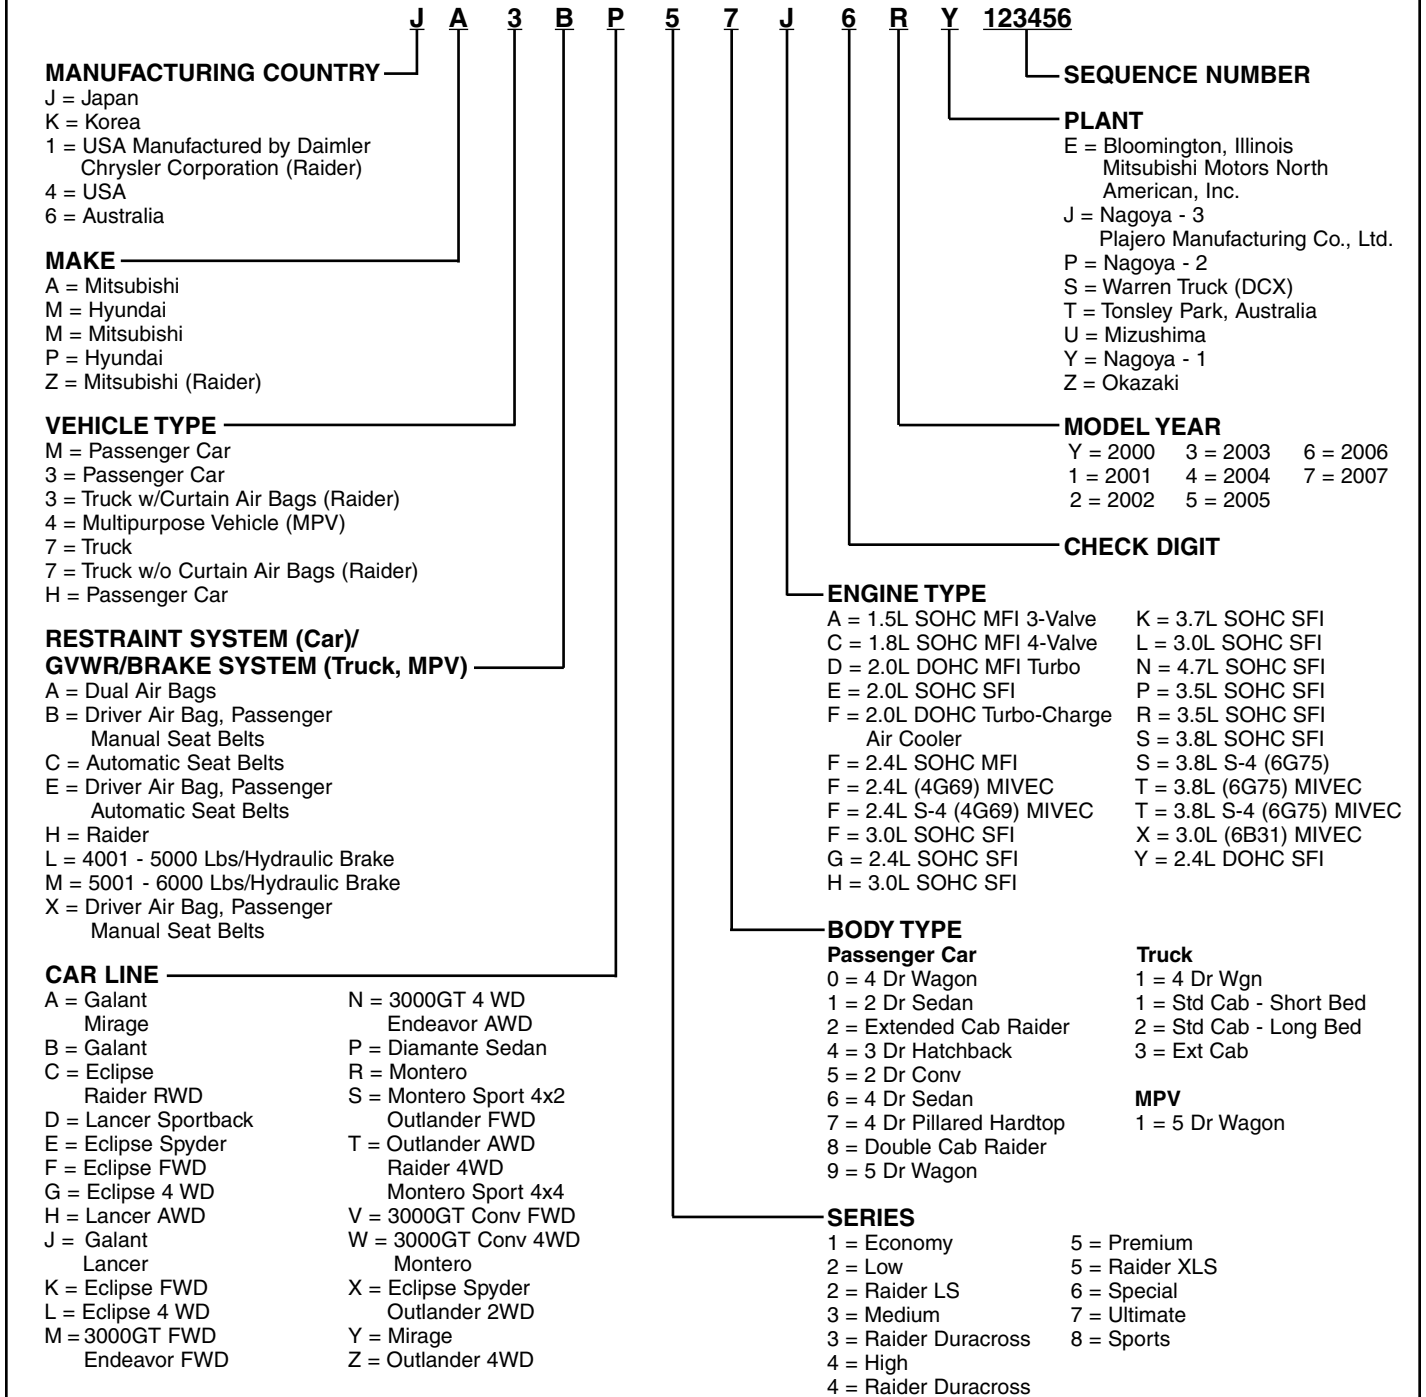 J A 3 B P 5 7 J 6 R Y 123456
MANUFACTURING COUNTRY
J = Japan
K = Korea
1 = USA Manufactured by Daimler
Chrysler Corporation (Raider)
4 = USA
6 = Australia
MAKE
A = Mitsubishi
M = Hyundai
M = Mitsubishi
P = Hyundai
Z = Mitsubishi (Raider)
VEHICLE TYPE
M = Passenger Car
3 = Passenger Car
3 = Truck w/Curtain Air Bags (Raider)
4 = Multipurpose Vehicle (MPV)
7 = Truck
7 = Truck w/o Curtain Air Bags (Raider)
H = Passenger Car
RESTRAINT SYSTEM (Car)/
GVWR/BRAKE SYSTEM (Truck, MPV)
A = Dual Air Bags
B = Driver Air Bag, Passenger
Manual Seat Belts
C = Automatic Seat Belts
E = Driver Air Bag, Passenger
Automatic Seat Belts
H = Raider
L = 4001 - 5000 Lbs/Hydraulic Brake
M = 5001 - 6000 Lbs/Hydraulic Brake
X = Driver Air Bag, Passenger
Manual Seat Belts
CAR LINE
A = Galant
Mirage
B = Galant
C = Eclipse
Raider RWD
D = Lancer Sportback
E = Eclipse Spyder
F = Eclipse FWD
G = Eclipse 4 WD
H = Lancer AWD
J = Galant
Lancer
K = Eclipse FWD
L = Eclipse 4 WD
M = 3000GT FWD
Endeavor FWD
N = 3000GT 4 WD
Endeavor AWD
P = Diamante Sedan
R = Montero
S = Montero Sport 4x2
Outlander FWD
T = Outlander AWD
Raider 4WD
Montero Sport 4x4
V = 3000GT Conv FWD
W = 3000GT Conv 4WD
Montero
X = Eclipse Spyder
Outlander 2WD
Y = Mirage
Z = Outlander 4WD
SEQUENCE NUMBER
PLANT
E = Bloomington, Illinois
Mitsubishi Motors North
American, Inc.
J = Nagoya - 3
Plajero Manufacturing Co., Ltd.
P = Nagoya - 2
S = Warren Truck (DCX)
T = Tonsley Park, Australia
U = Mizushima
Y = Nagoya - 1
Z = Okazaki
MODEL YEAR
Y = 2000 3 = 2003 6 = 2006
1 = 2001 4 = 2004 7 = 2007
2 = 2002 5 = 2005
CHECK DIGIT
ENGINE TYPE
A = 1.5L SOHC MFI 3-Valve
C = 1.8L SOHC MFI 4-Valve
D = 2.0L DOHC MFI Turbo
E = 2.0L SOHC SFI
F = 2.0L DOHC Turbo-Charge
Air Cooler
F = 2.4L SOHC MFI
F = 2.4L (4G69) MIVEC
F = 2.4L S-4 (4G69) MIVEC
F = 3.0L SOHC SFI
G = 2.4L SOHC SFI
H = 3.0L SOHC SFI
K = 3.7L SOHC SFI
L = 3.0L SOHC SFI
N = 4.7L SOHC SFI
P = 3.5L SOHC SFI
R = 3.5L SOHC SFI
S = 3.8L SOHC SFI
S = 3.8L S-4 (6G75)
T = 3.8L (6G75) MIVEC
T = 3.8L S-4 (6G75) MIVEC
X = 3.0L (6B31) MIVEC
Y = 2.4L DOHC SFI
BODY TYPE
Passenger Car
0 = 4 Dr Wagon
1 = 2 Dr Sedan
2 = Extended Cab Raider
4 = 3 Dr Hatchback
5 = 2 Dr Conv
6 = 4 Dr Sedan
7 = 4 Dr Pillared Hardtop
8 = Double Cab Raider
9 = 5 Dr Wagon
Truck
1 = 4 Dr Wgn
1 = Std Cab - Short Bed
2 = Std Cab - Long Bed
3 = Ext Cab
MPV
1 = 5 Dr Wagon
SERIES
1 = Economy
2 = Low
2 = Raider LS
3 = Medium
3 = Raider Duracross
4 = High
4 = Raider Duracross
5 = Premium
5 = Raider XLS
6 = Special
7 = Ultimate
8 = Sports